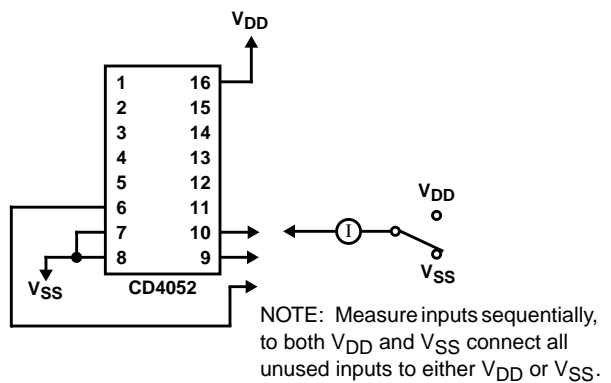 VDD
1 16
2 15
3 14
4 13
5 12
6 11
7 10
8 9
VSS
CD4052
I
VDD
VSS
NOTE: Measure inputs sequentially,
to both VDD and VSS connect all
unused inputs to either VDD or VSS.